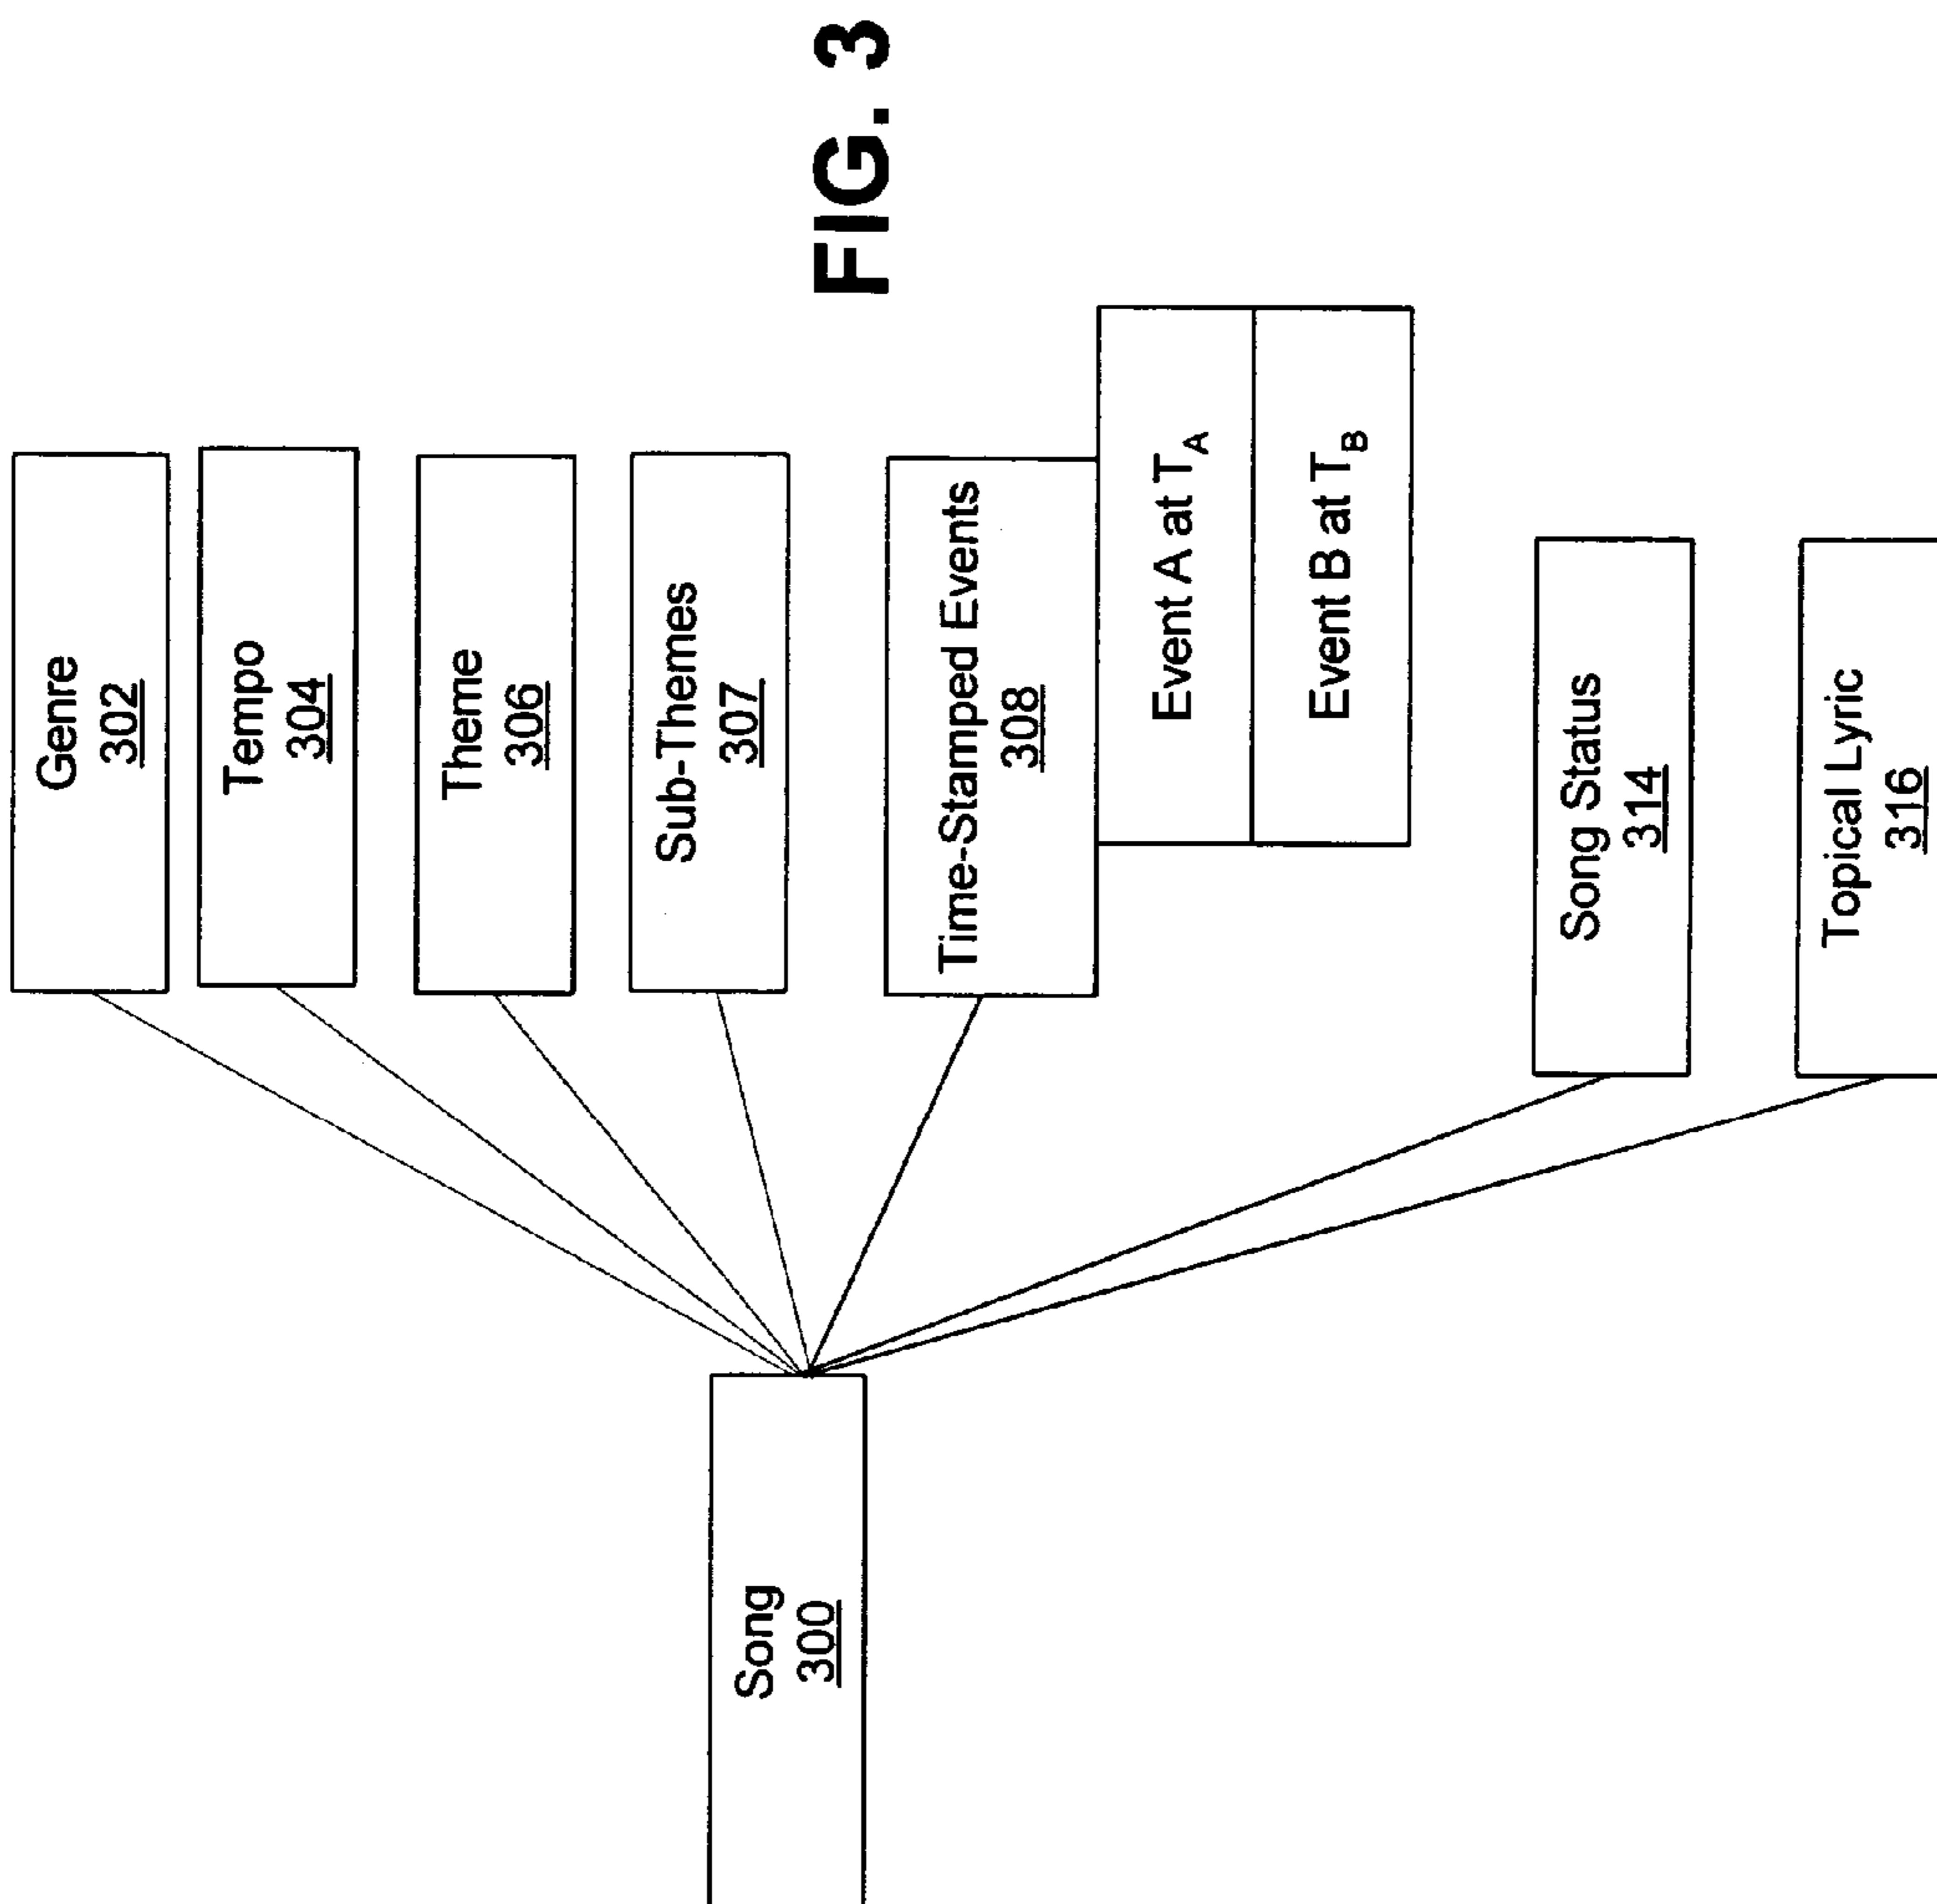 FIG. 3
Genre
302
Tempo
304
Theme
306
Sub-Themes
307
Time-Stamped Events
308
Event A at TA
Event B at TB
Song Status
314
Topical Lyric
316
Song
300